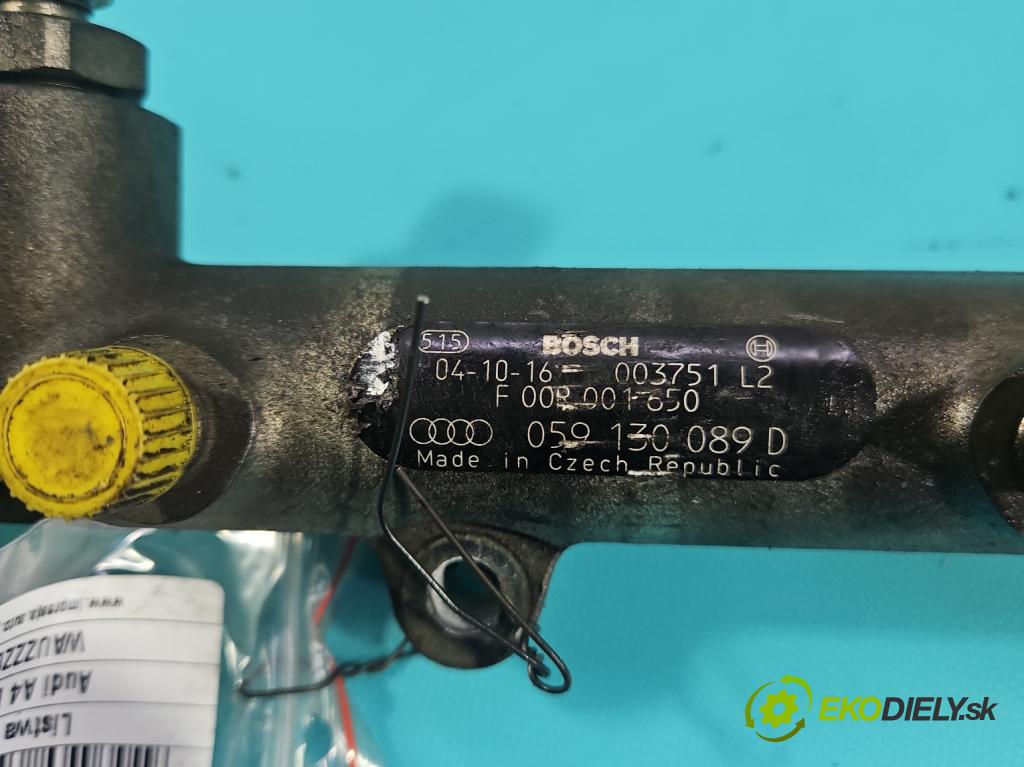 515 BOSCH
04-10-16 003751 L2
F 00R 001 650
059 130 089 D
Made in Czech Republic
Listwa
Audi A4
WAUZZZ
EKODIELY.sk